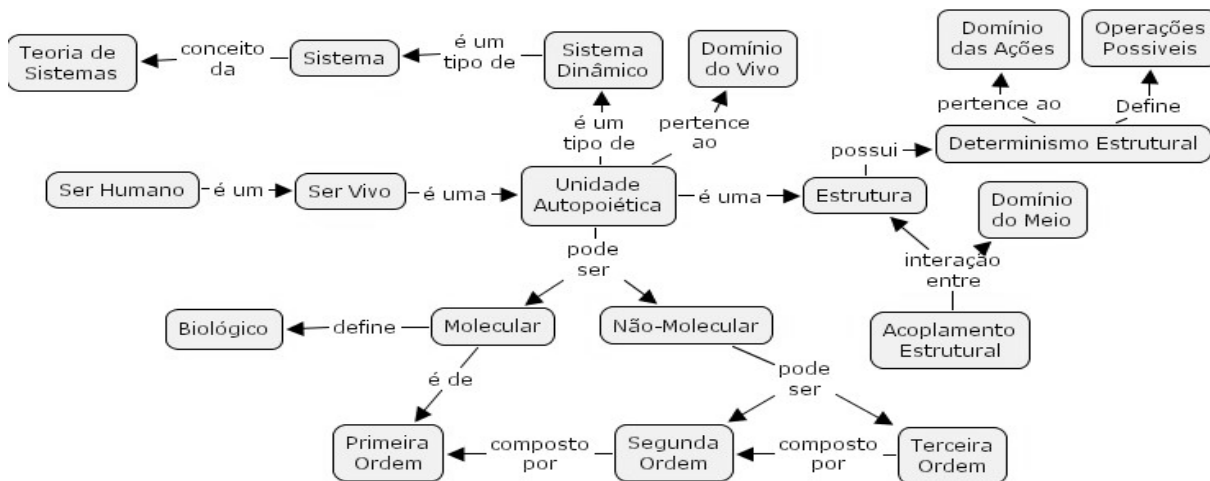 Domínio
das Ações
Operações
Possiveis
Teoria de
Sistemas
conceito
da
Sistema
é um
tipo de
Sistema
Dinâmico
Domínio
do Vivo
pertence ao
Define
é um
tipo de
pertence
ao
possui
Determinismo Estrutural
Ser Humano
é um
Ser Vivo
é uma
Unidade
Autopoiética
é uma
Estrutura
Domínio
do Meio
pode
ser
interação
entre
Biológico
define
Molecular
Não-Molecular
Acoplamento
Estrutural
é de
pode
ser
Primeira
Ordem
composto
por
Segunda
Ordem
composto
por
Terceira
Ordem